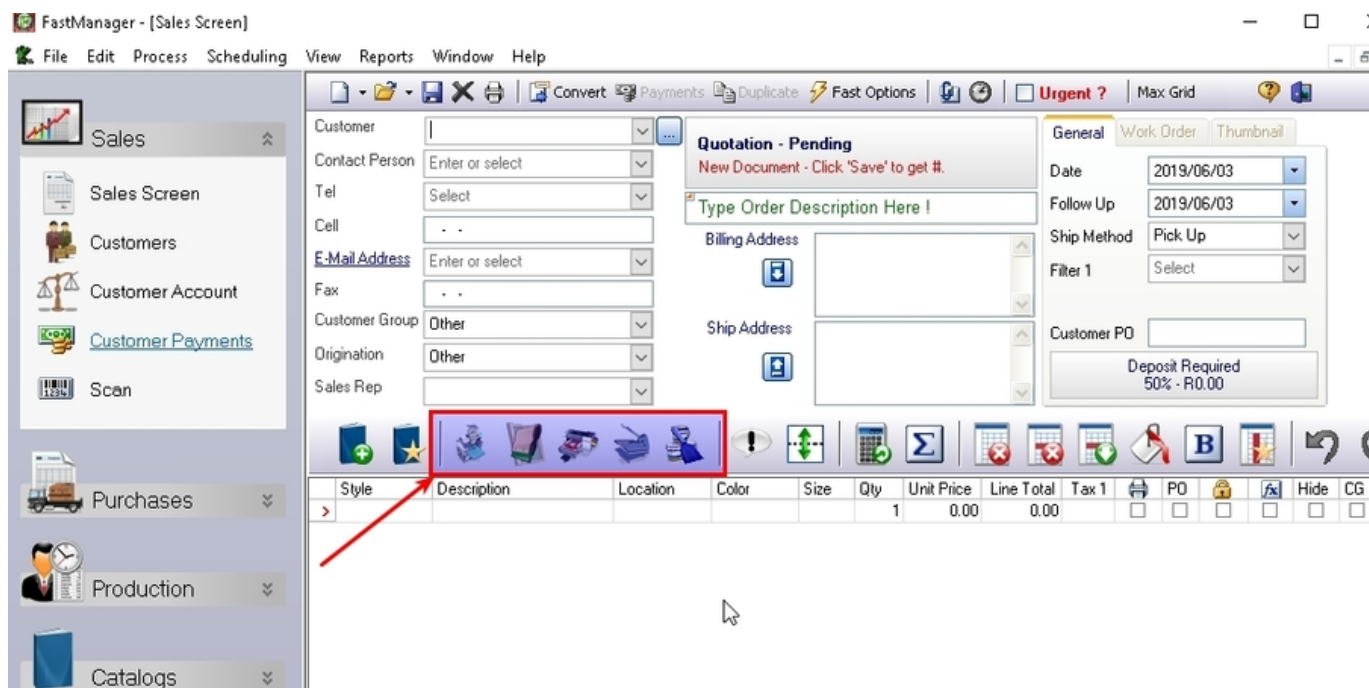 FastManager - [Sales Screen]
File Edit Process Scheduling View Reports Window Help
Convert Payments Duplicate Fast Options Urgent ? Max Grid
Sales
Sales Screen
Customers
Customer Account
Customer Payments
Scan
Purchases
Production
Catalogs
Customer
Contact Person Enter or select
Tel Select
Cell - -
E-Mail Address Enter or select
Fax - -
Customer Group Other
Origination Other
Sales Rep
Quotation - Pending
New Document - Click 'Save' to get #.
Type Order Description Here !
Billing Address
Ship Address
General Work Order Thumbnail
Date 2019/06/03
Follow Up 2019/06/03
Ship Method Pick Up
Filter 1 Select
Customer PO
Deposit Required
50% - R0.00
Σ B
Style Description Location Color Size Qty Unit Price Line Total Tax 1 PO fx Hide CG
> 1 0.00 0.00